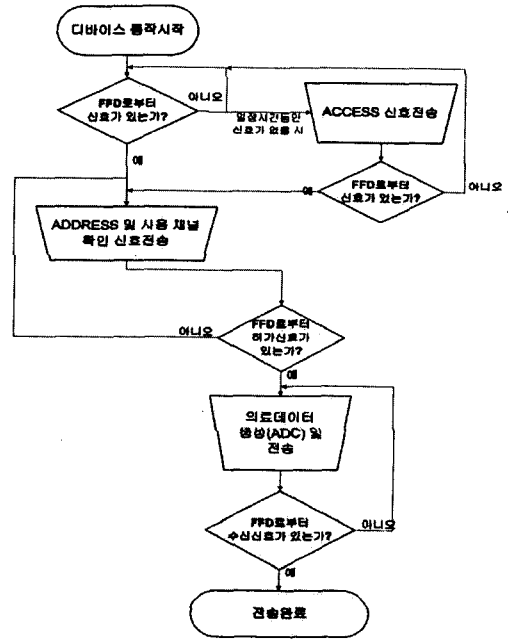 디바이스 동작시작
FFD로부터
신호가 있는가?
아니오
일정시간동안
신호가 없을 시
ACCESS 신호전송
예
FFD로부터
신호가 있는가?
아니오
예
ADDRESS 및 사용 채널
확인 신호전송
아니오
FFD로부터
허가신호가
있는가?
예
의료데이터
생성(ADC) 및
전송
FFD로부터
수신신호가 있는가?
아니오
예
전송완료